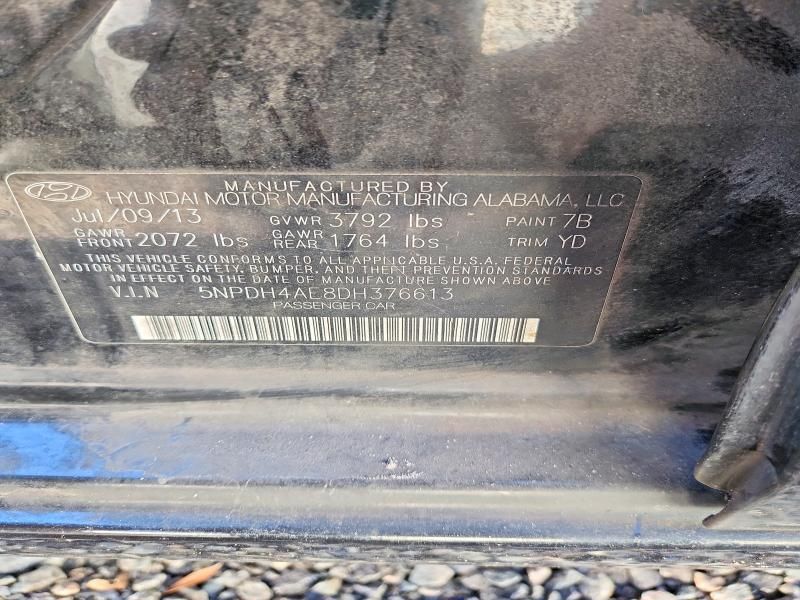 MANUFACTURED BY
HYUNDAI MOTOR MANUFACTURING ALABAMA, LLC
Jul/09/13 GVWR 3792 lbs PAINT 7B
GAWR FRONT 2072 lbs GAWR REAR 1764 lbs TRIM YD
THIS VEHICLE CONFORMS TO ALL APPLICABLE U.S.A. FEDERAL
MOTOR VEHICLE SAFETY, BUMPER, AND THEFT PREVENTION STANDARDS
IN EFFECT ON THE DATE OF MANUFACTURE SHOWN ABOVE
V.I.N 5NPDH4AE8DH376613
PASSENGER CAR